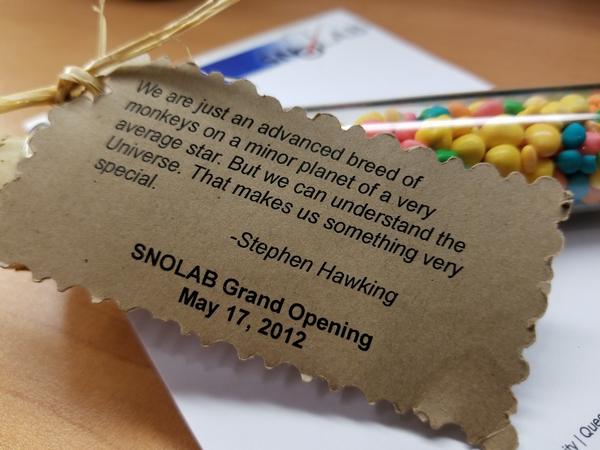 SNOLAB
We are just an advanced breed of
monkeys on a minor planet of a very
average star. But we can understand the
Universe. That makes us something very
special.
-Stephen Hawking
SNOLAB Grand Opening
May 17, 2012